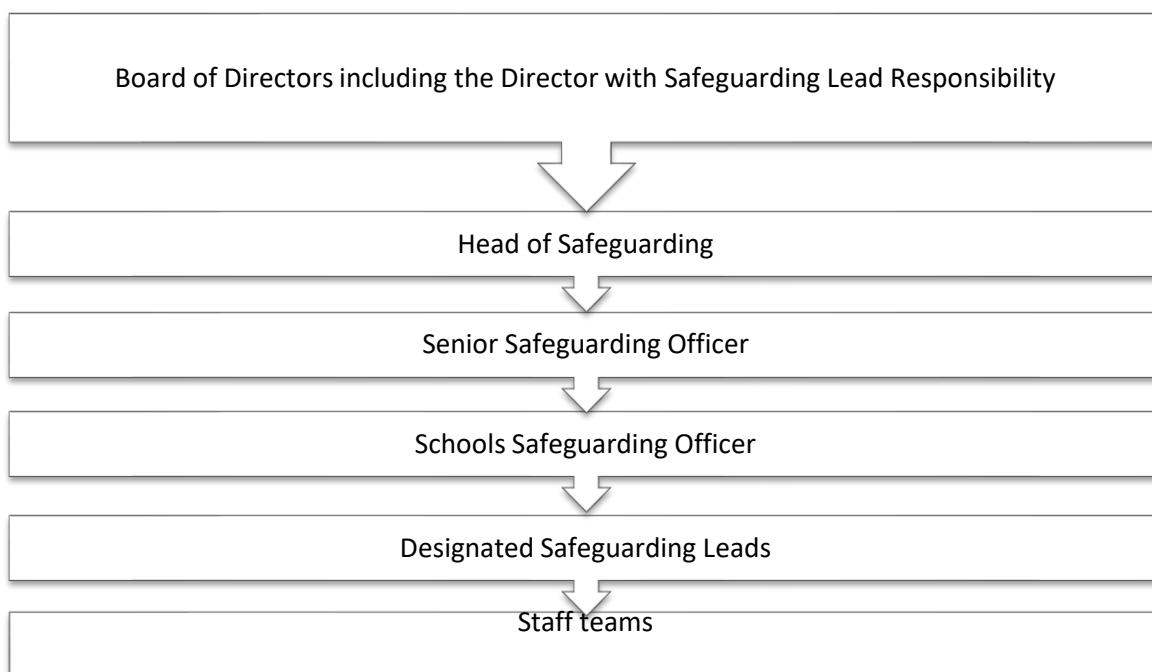 Board of Directors including the Director with Safeguarding Lead Responsibility
Head of Safeguarding
Senior Safeguarding Officer
Schools Safeguarding Officer
Designated Safeguarding Leads
Staff teams